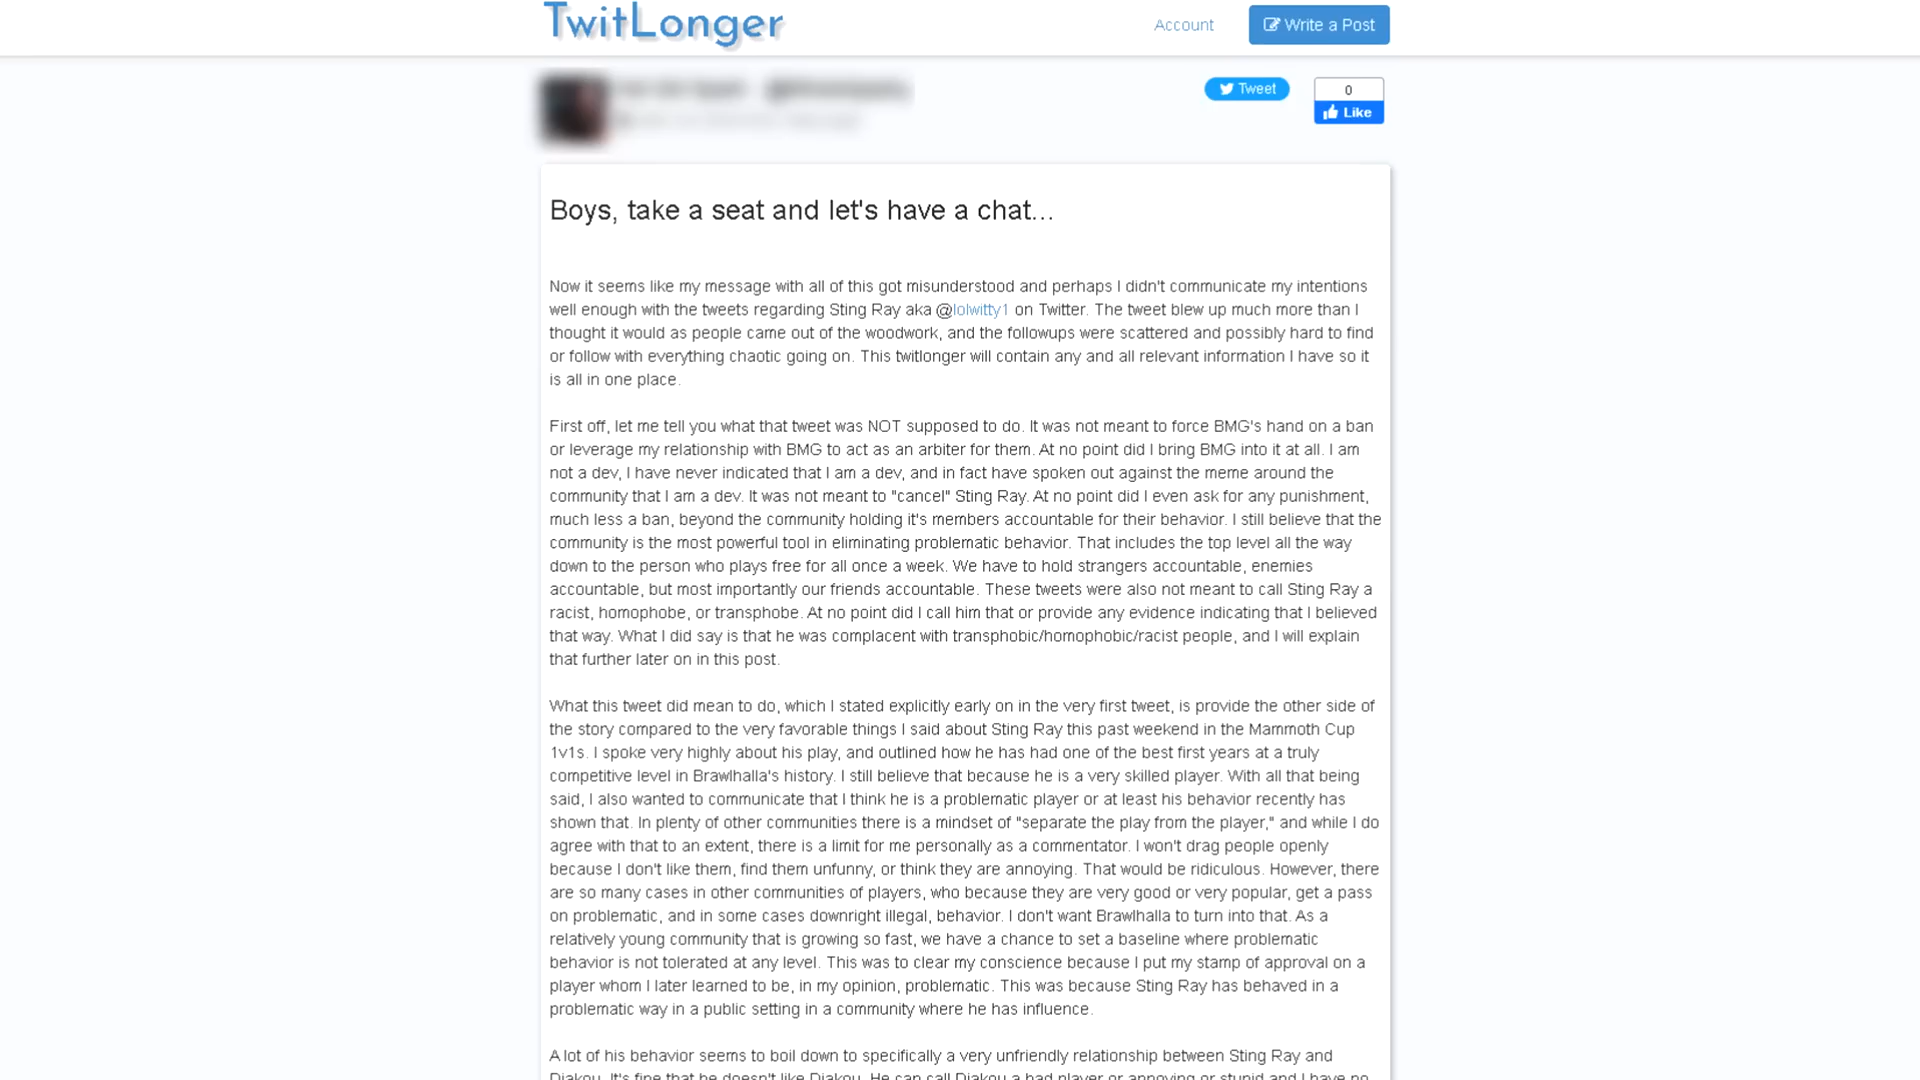 TwitLonger
Account
Write a Post
Tweet
0
Like
Boys, take a seat and let's have a chat...
Now it seems like my message with all of this got misunderstood and perhaps I didn't communicate my intentions
well enough with the tweets regarding Sting Ray aka @lolwitty1 on Twitter. The tweet blew up much more than I
thought it would as people came out of the woodwork, and the followups were scattered and possibly hard to find
or follow with everything chaotic going on. This twitlonger will contain any and all relevant information I have so it
is all in one place.
First off, let me tell you what that tweet was NOT supposed to do. It was not meant to force BMG's hand on a ban
or leverage my relationship with BMG to act as an arbiter for them. At no point did I bring BMG into it at all. I am
not a dev, I have never indicated that I am a dev, and in fact have spoken out against the meme around the
community that I am a dev. It was not meant to "cancel" Sting Ray. At no point did I even ask for any punishment,
much less a ban, beyond the community holding it's members accountable for their behavior. I still believe that the
community is the most powerful tool in eliminating problematic behavior. That includes the top level all the way
down to the person who plays free for all once a week. We have to hold strangers accountable, enemies
accountable, but most importantly our friends accountable. These tweets were also not meant to call Sting Ray a
racist, homophobe, or transphobe. At no point did I call him that or provide any evidence indicating that I believed
that way. What I did say is that he was complacent with transphobic/homophobic/racist people, and I will explain
that further later on in this post.
What this tweet did mean to do, which I stated explicitly early on in the very first tweet, is provide the other side of
the story compared to the very favorable things I said about Sting Ray this past weekend in the Mammoth Cup
1v1s. I spoke very highly about his play, and outlined how he has had one of the best first years at a truly
competitive level in Brawlhalla's history. I still believe that because he is a very skilled player. With all that being
said, I also wanted to communicate that I think he is a problematic player or at least his behavior recently has
shown that. In plenty of other communities there is a mindset of "separate the play from the player," and while I do
agree with that to an extent, there is a limit for me personally as a commentator. I won't drag people openly
because I don't like them, find them unfunny, or think they are annoying. That would be ridiculous. However, there
are so many cases in other communities of players, who because they are very good or very popular, get a pass
on problematic, and in some cases downright illegal, behavior. I don't want Brawlhalla to turn into that. As a
relatively young community that is growing so fast, we have a chance to set a baseline where problematic
behavior is not tolerated at any level. This was to clear my conscience because I put my stamp of approval on a
player whom I later learned to be, in my opinion, problematic. This was because Sting Ray has behaved in a
problematic way in a public setting in a community where he has influence.
A lot of his behavior seems to boil down to specifically a very unfriendly relationship between Sting Ray and
Diakou. It's fine that he doesn't like Diakou. He can call Diakou a bad player or annoying or stupid and I have no